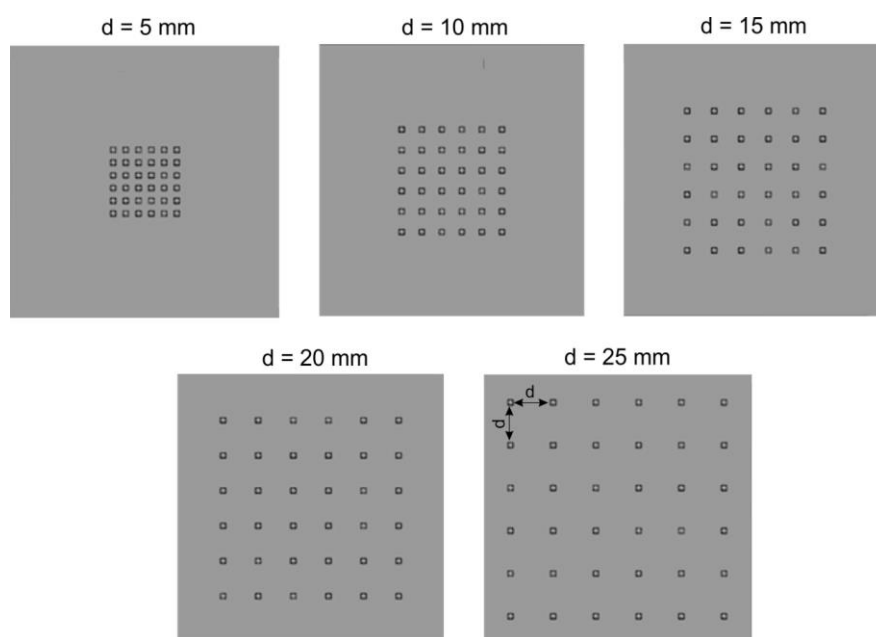 d = 5 mm
d = 10 mm
d = 15 mm
d = 20 mm
d = 25 mm
d
d